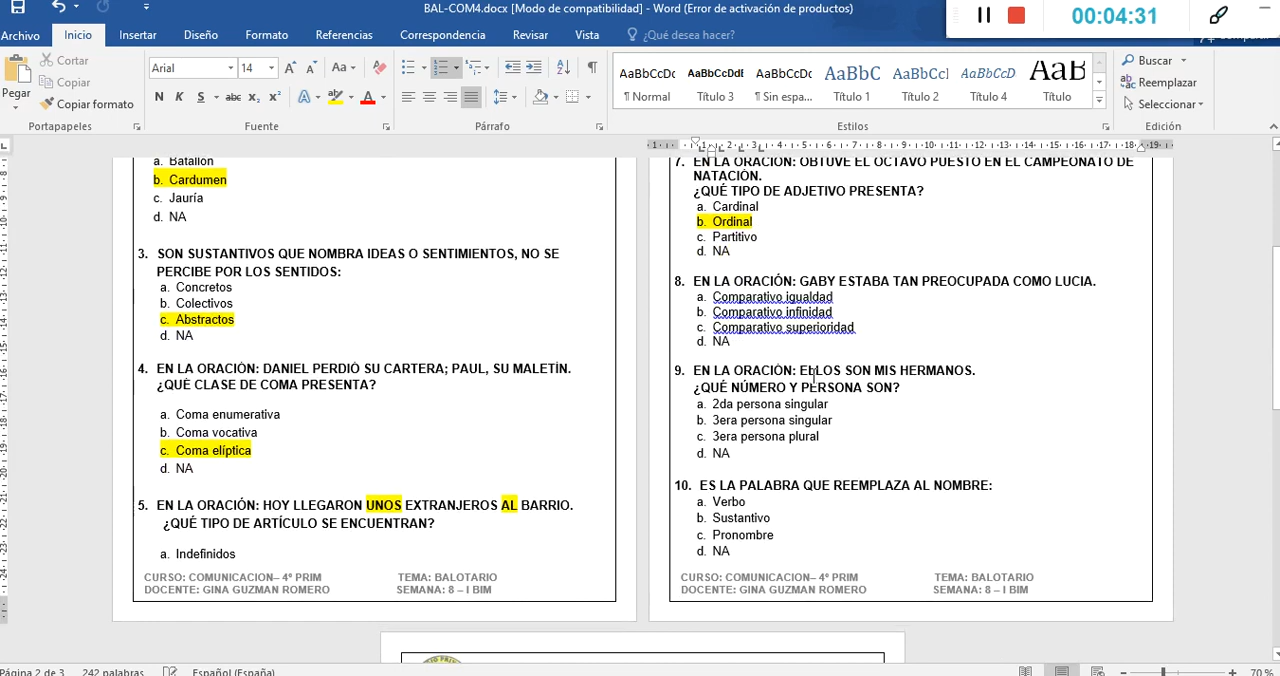 BAL-COM4.docx [Modo de compatibilidad] - Word (Error de activación de productos)
00:04:31
Archivo Inicio Insertar Diseño Formato Referencias Correspondencia Revisar Vista ¿Qué desea hacer?
Pegar
Cortar
Copiar
Copiar formato
Portapapeles
Arial 14
Fuente
Párrafo
AaBbCcDc AaBbCcDdI AaBbCcDc AaBbC AaBbCcI AaBbCcD AaB
¶ Normal Título 3 ¶ Sin espa... Título 1 Título 2 Título 4 Título
Estilos
Buscar
Reemplazar
Seleccionar
Edición
a. Batallón
b. Cardumen
c. Jauría
d. NA
3. SON SUSTANTIVOS QUE NOMBRA IDEAS O SENTIMIENTOS, NO SE
PERCIBE POR LOS SENTIDOS:
a. Concretos
b. Colectivos
c. Abstractos
d. NA
4. EN LA ORACIÓN: DANIEL PERDIÓ SU CARTERA; PAUL, SU MALETÍN.
¿QUÉ CLASE DE COMA PRESENTA?
a. Coma enumerativa
b. Coma vocativa
c. Coma elíptica
d. NA
5. EN LA ORACIÓN: HOY LLEGARON UNOS EXTRANJEROS AL BARRIO.
¿QUÉ TIPO DE ARTÍCULO SE ENCUENTRAN?
a. Indefinidos
CURSO: COMUNICACION– 4º PRIM TEMA: BALOTARIO
DOCENTE: GINA GUZMAN ROMERO SEMANA: 8 – I BIM
7. EN LA ORACIÓN: OBTUVE EL OCTAVO PUESTO EN EL CAMPEONATO DE
NATACIÓN.
¿QUÉ TIPO DE ADJETIVO PRESENTA?
a. Cardinal
b. Ordinal
c. Partitivo
d. NA
8. EN LA ORACIÓN: GABY ESTABA TAN PREOCUPADA COMO LUCIA.
a. Comparativo igualdad
b. Comparativo infinidad
c. Comparativo superioridad
d. NA
9. EN LA ORACIÓN: ELLOS SON MIS HERMANOS.
¿QUÉ NÚMERO Y PERSONA SON?
a. 2da persona singular
b. 3era persona singular
c. 3era persona plural
d. NA
10. ES LA PALABRA QUE REEMPLAZA AL NOMBRE:
a. Verbo
b. Sustantivo
c. Pronombre
d. NA
CURSO: COMUNICACION– 4º PRIM TEMA: BALOTARIO
DOCENTE: GINA GUZMAN ROMERO SEMANA: 8 – I BIM
Página 2 de 3 242 palabras Español (España) 70 %